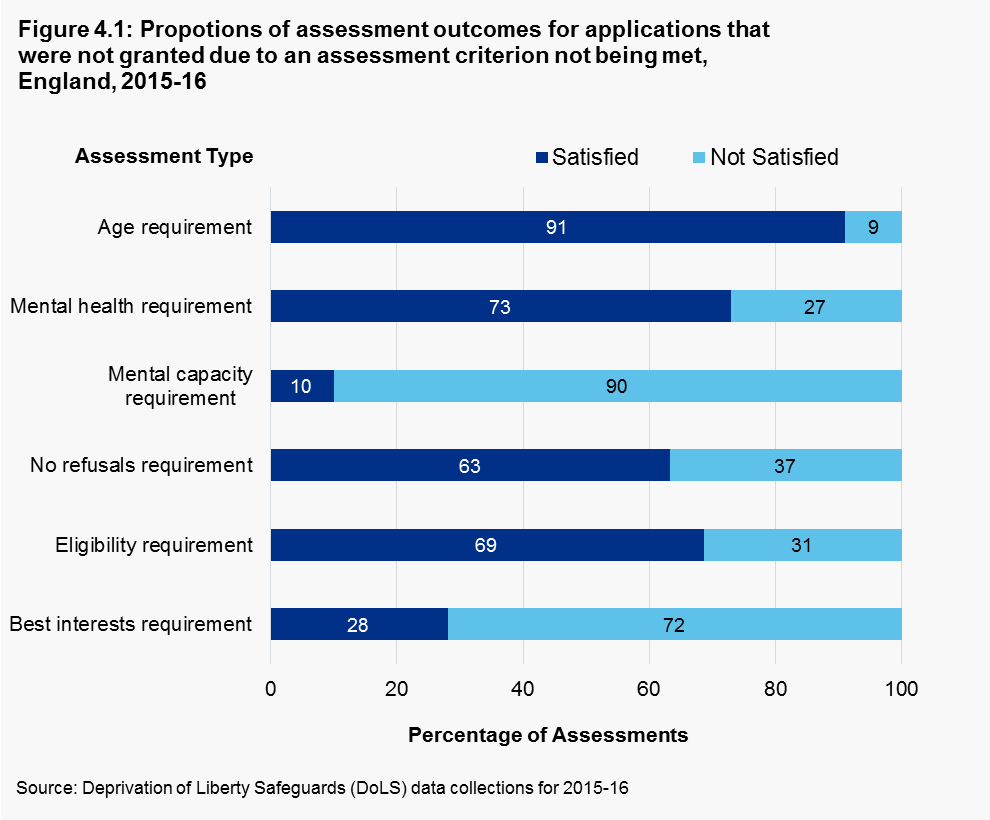 Figure 4.1: Propotions of assessment outcomes for applications that
were not granted due to an assessment criterion not being met,
England, 2015-16
Assessment Type
Satisfied
Not Satisfied
Age requirement
91
9
Mental health requirement
73
27
Mental capacity
requirement
10
90
No refusals requirement
63
37
Eligibility requirement
69
31
Best interests requirement
28
72
0
20
40
60
80
100
Percentage of Assessments
Source: Deprivation of Liberty Safeguards (DoLS) data collections for 2015-16